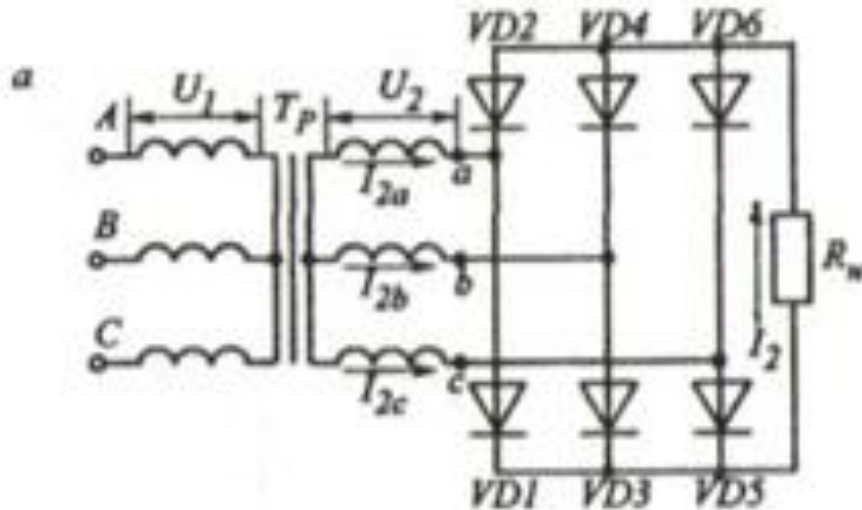 VD2 VD4 VD6
a
U1 TP U2
A
a
I2a
B
b
I2b
Rн
I2
C
c
I2c
VD1 VD3 VD5